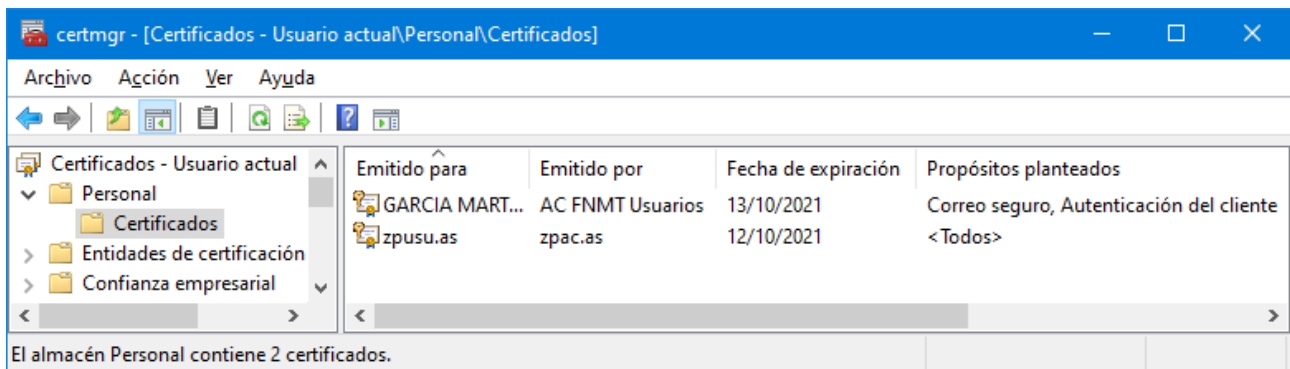 certmgr - [Certificados - Usuario actual\Personal\Certificados]
Archivo Acción Ver Ayuda
Certificados - Usuario actual
Personal
Certificados
Entidades de certificación
Confianza empresarial
Emitido para Emitido por Fecha de expiración Propósitos planteados
GARCIA MART... AC FNMT Usuarios 13/10/2021 Correo seguro, Autenticación del cliente
zpusu.as zpac.as 12/10/2021 <Todos>
El almacén Personal contiene 2 certificados.